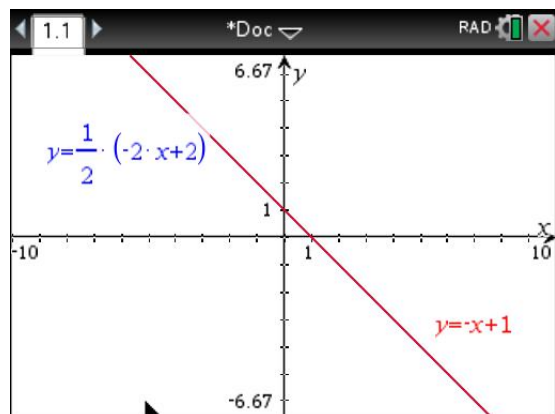 1.1 *Doc RAD
6.67 y
y=1/2·(-2·x+2)
1
x
-10 1 10
y=-x+1
-6.67